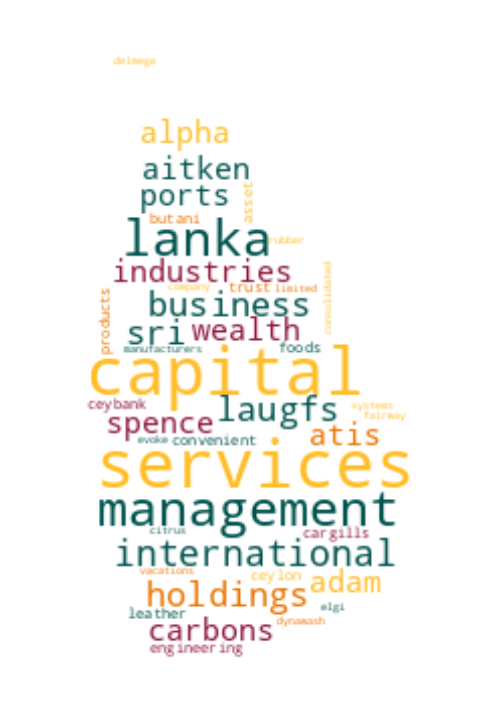 delmege
alpha
aitken
ports
asset
butani
lanka
rubber
industries
company
trust
limited
consolidated
products
business
sri
wealth
manufacturers
foods
capital
ceybank
laugfs
systems
fairway
spence
atis
evoke
convenient
services
management
citrus
cargills
international
vacations
ceylon
adam
holdings
elgi
leather
dynawash
carbons
engineering